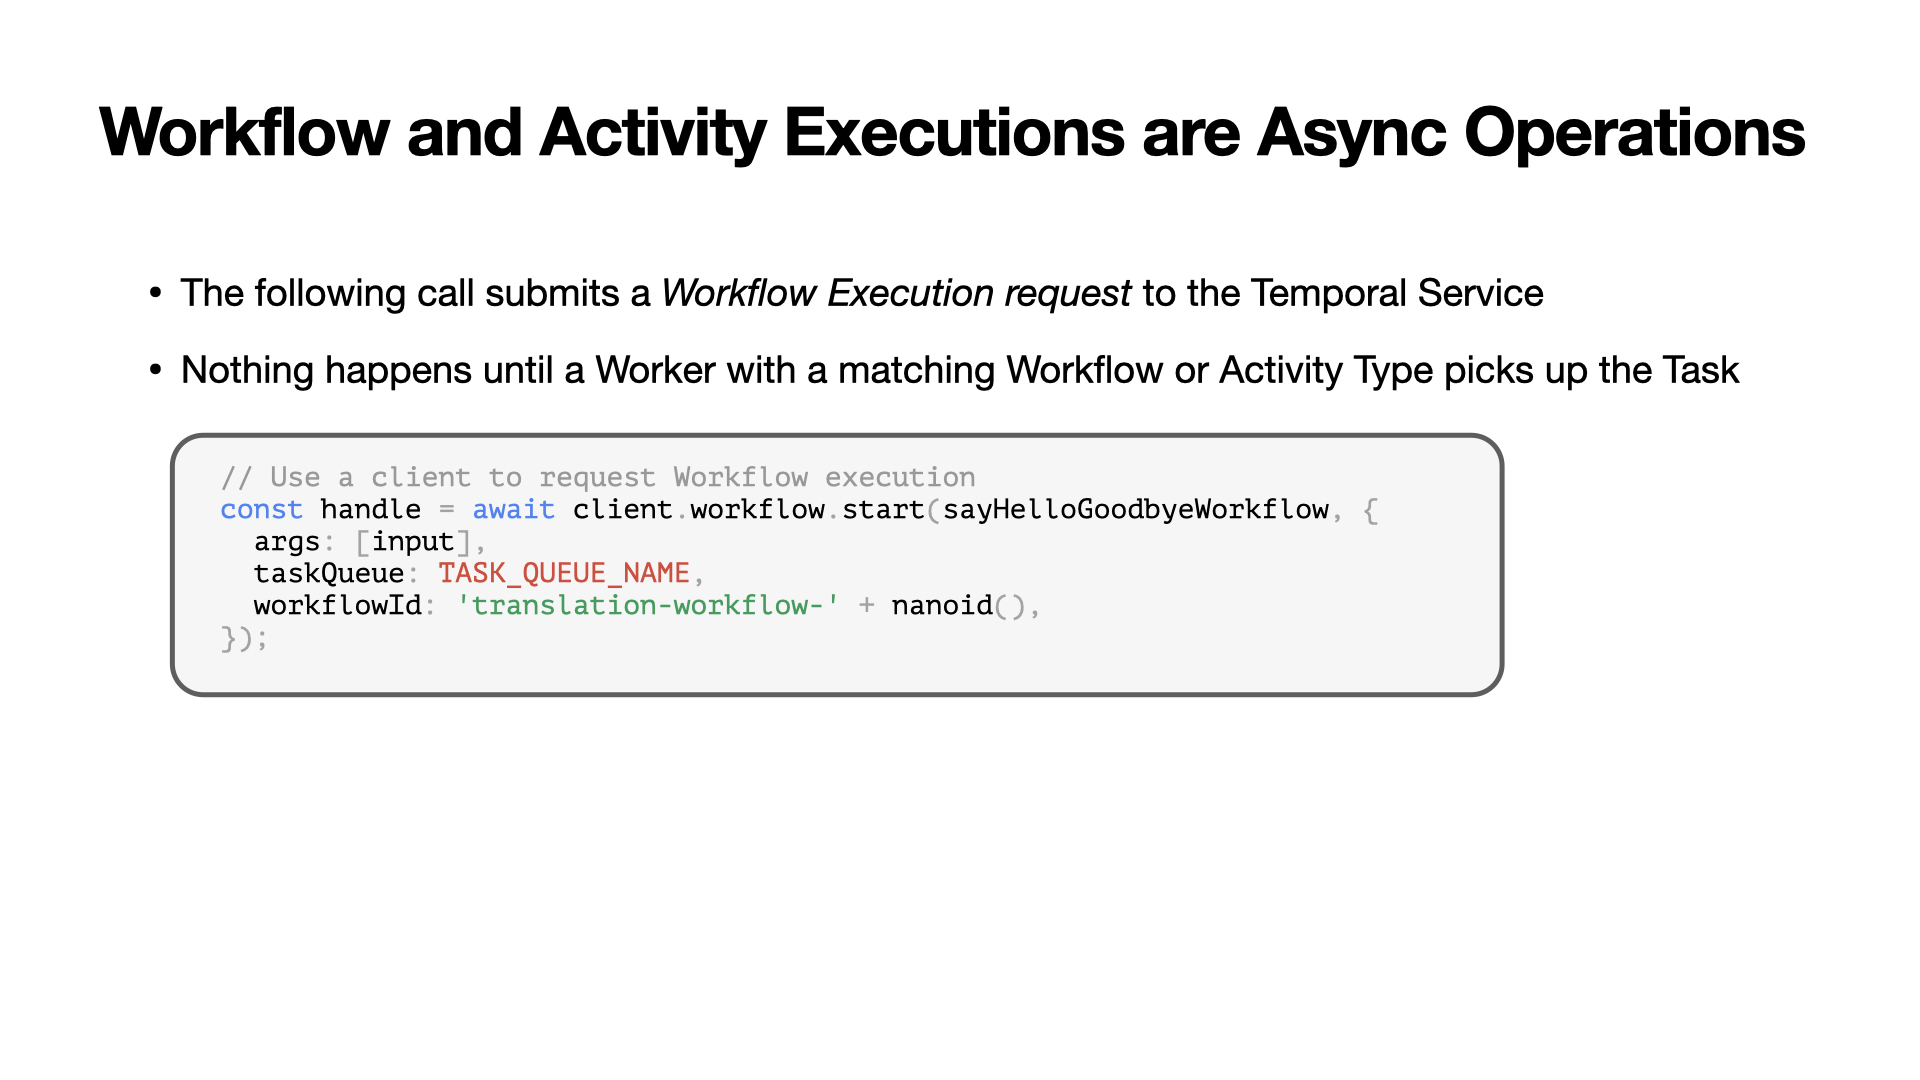 Workflow and Activity Executions are Async Operations
• The following call submits a Workflow Execution request to the Temporal Service
• Nothing happens until a Worker with a matching Workflow or Activity Type picks up the Task
// Use a client to request Workflow execution
const handle = await client.workflow.start(sayHelloGoodbyeWorkflow, {
  args: [input],
  taskQueue: TASK_QUEUE_NAME,
  workflowId: 'translation-workflow-' + nanoid(),
});